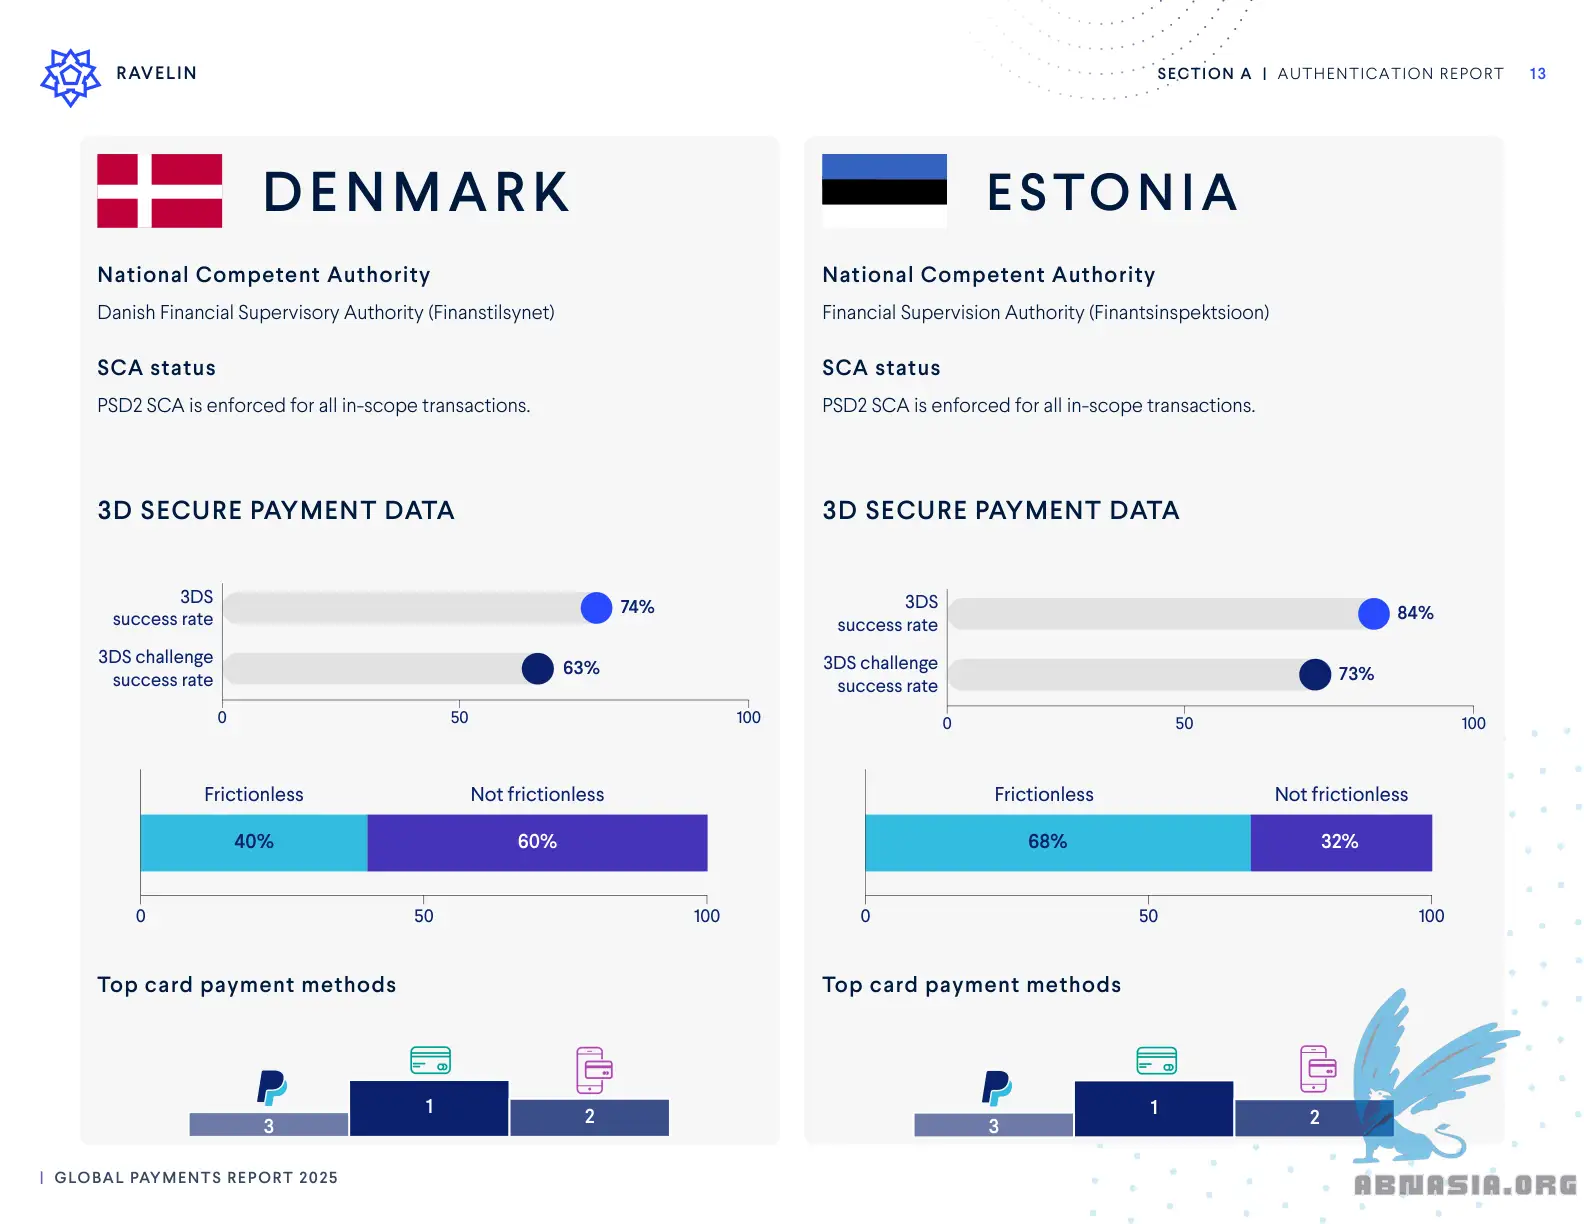 RAVELIN
SECTION A | AUTHENTICATION REPORT 13
DENMARK
National Competent Authority
Danish Financial Supervisory Authority (Finanstilsynet)
SCA status
PSD2 SCA is enforced for all in-scope transactions.
3D SECURE PAYMENT DATA
3DS
success rate
74%
3DS challenge
success rate
63%
0 50 100
Frictionless Not frictionless
40% 60%
0 50 100
Top card payment methods
3 1 2
ESTONIA
National Competent Authority
Financial Supervision Authority (Finantsinspektsioon)
SCA status
PSD2 SCA is enforced for all in-scope transactions.
3D SECURE PAYMENT DATA
3DS
success rate
84%
3DS challenge
success rate
73%
0 50 100
Frictionless Not frictionless
68% 32%
0 50 100
Top card payment methods
3 1 2
| GLOBAL PAYMENTS REPORT 2025
ABNASIA.ORG